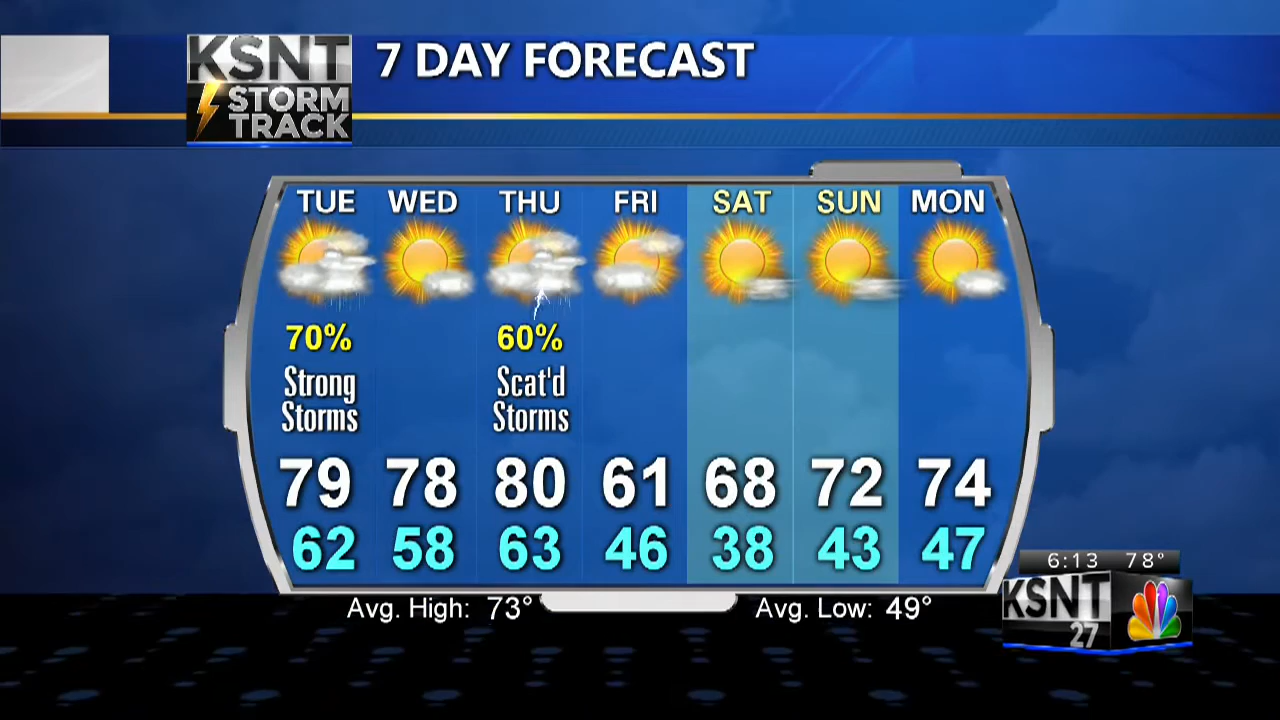 KSNT
STORM
TRACK
7 DAY FORECAST
TUE WED THU FRI SAT SUN MON
70% 60%
Strong Scat'd
Storms Storms
79 78 80 61 68 72 74
62 58 63 46 38 43 47
Avg. High: 73° Avg. Low: 49°
6:13 78°
KSNT
27